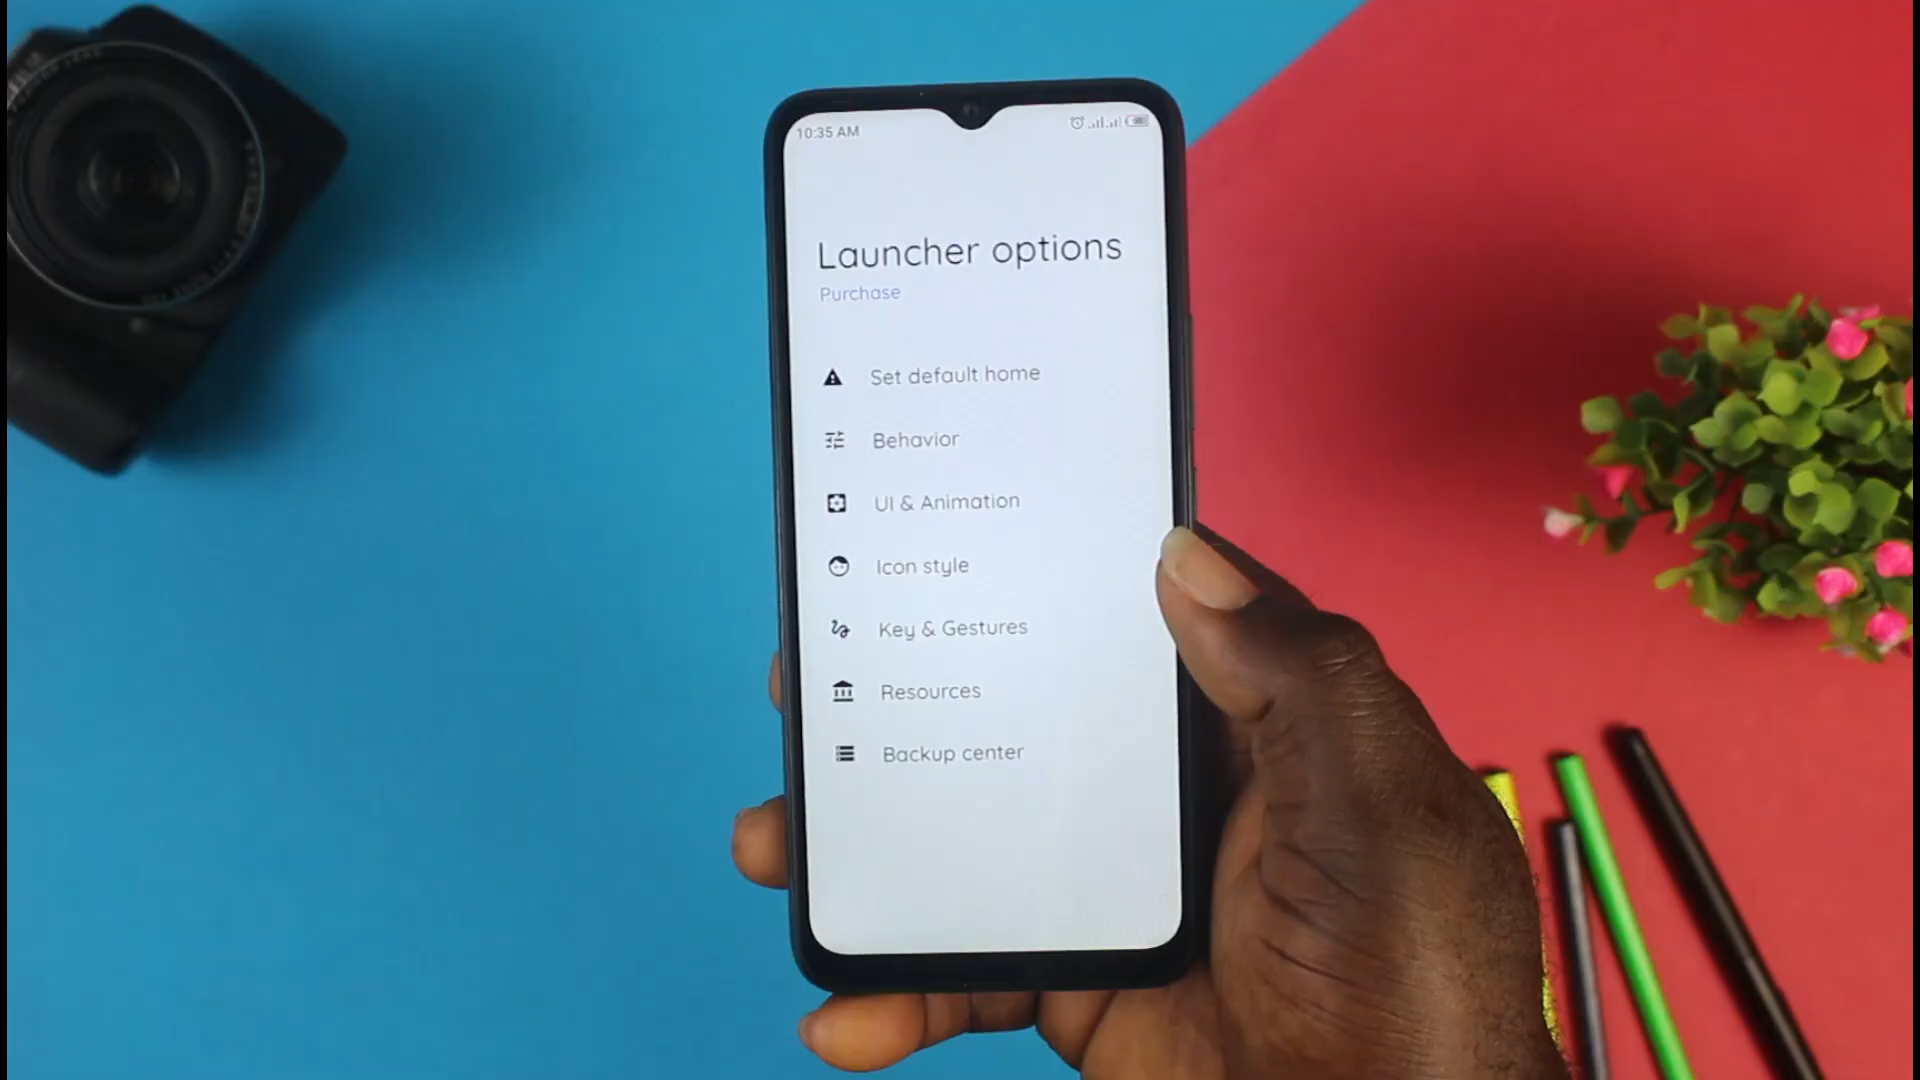 10:35 AM
Launcher options
Purchase
Set default home
Behavior
UI & Animation
Icon style
Key & Gestures
Resources
Backup center